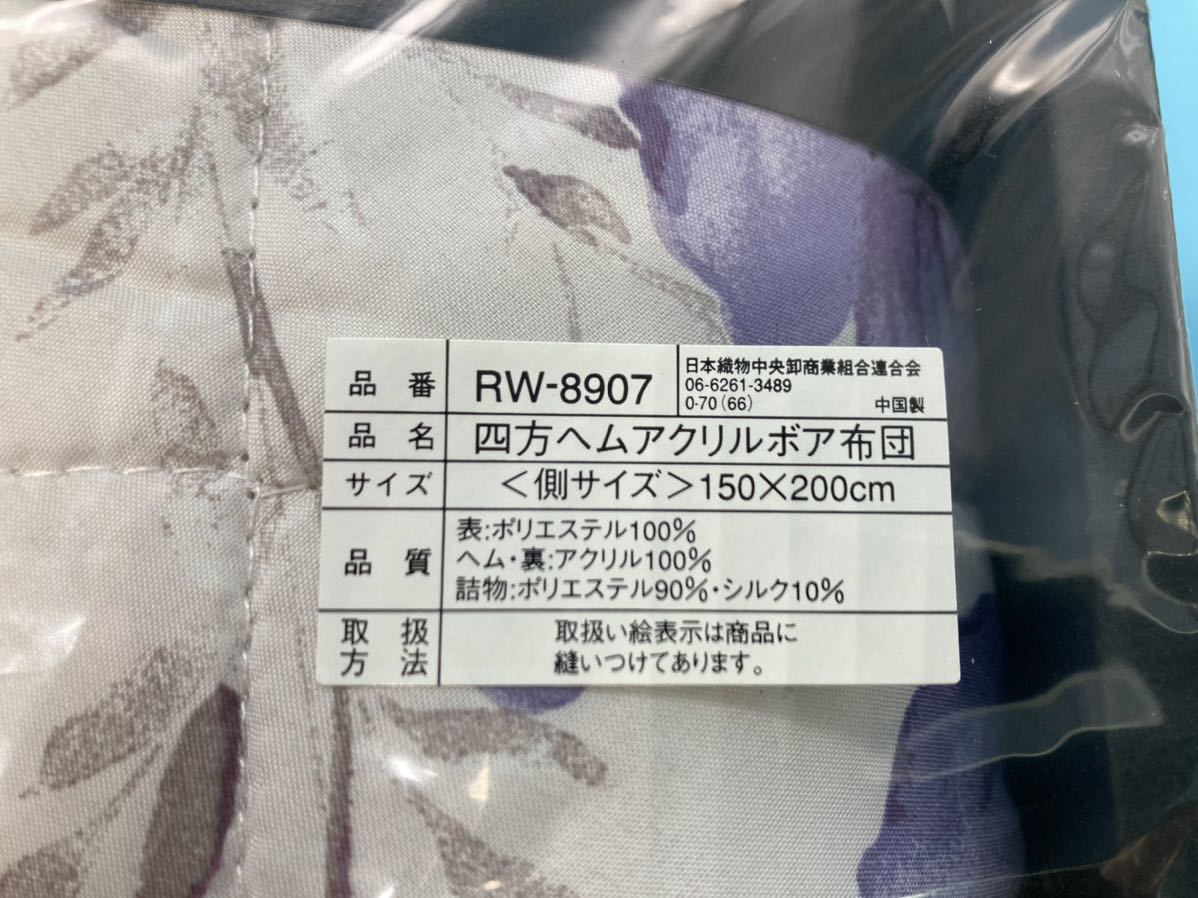 品番 RW-8907
日本織物中央卸商業組合連合会
06-6261-3489
0-70(66) 中国製
品名 四方ヘムアクリルボア布団
サイズ <側サイズ>150×200cm
品質
表:ポリエステル100%
ヘム・裏:アクリル100%
詰物:ポリエステル90%・シルク10%
取扱方法
取扱い絵表示は商品に
縫いつけてあります。